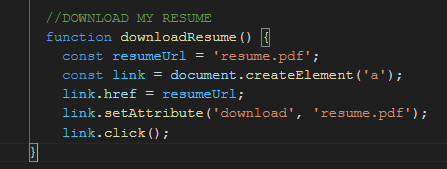 //DOWNLOAD MY RESUME
function downloadResume() {
const resumeUrl = 'resume.pdf';
const link = document.createElement('a');
link.href = resumeUrl;
link.setAttribute('download', 'resume.pdf');
link.click();
}